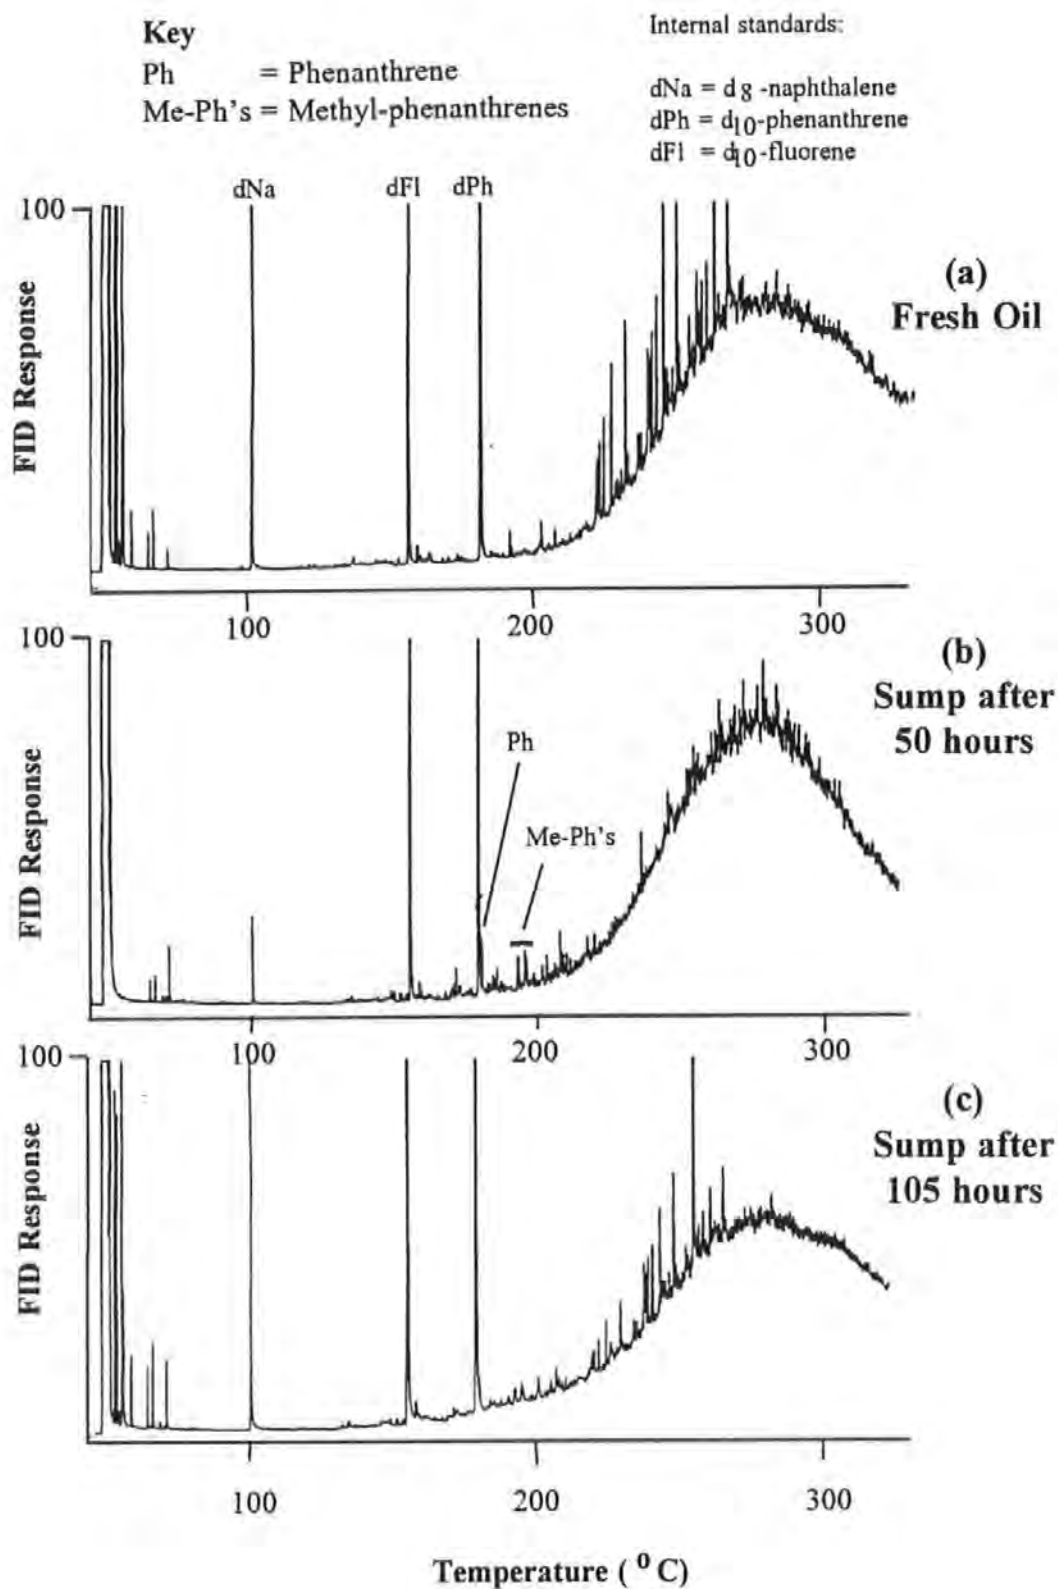 Key
Ph = Phenanthrene
Me-Ph's = Methyl-phenanthrenes
Internal standards:
dNa = d8-naphthalene
dPh = d10-phenanthrene
dFl = d10-fluorene
dNa dFl dPh
100
FID Response
(a)
Fresh Oil
100 200 300
100
FID Response
(b)
Sump after
50 hours
Ph
Me-Ph's
100 200 300
100
FID Response
(c)
Sump after
105 hours
100 200 300
Temperature ( °C)